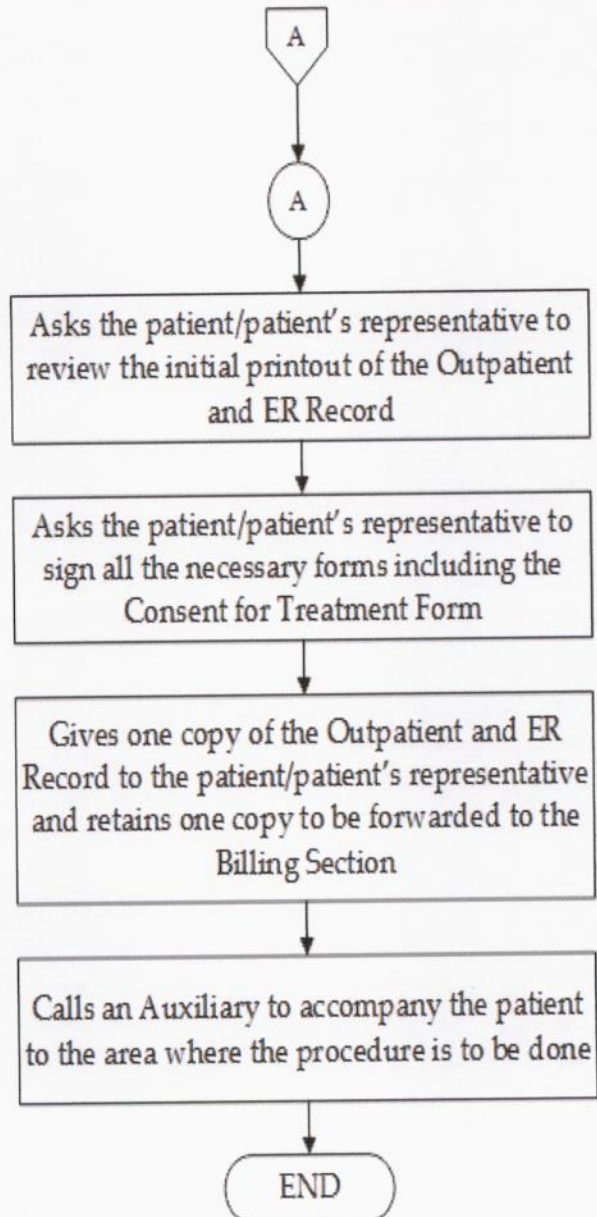 A
A
Asks the patient/patient's representative to
review the initial printout of the Outpatient
and ER Record
Asks the patient/patient's representative to
sign all the necessary forms including the
Consent for Treatment Form
Gives one copy of the Outpatient and ER
Record to the patient/patient's representative
and retains one copy to be forwarded to the
Billing Section
Calls an Auxiliary to accompany the patient
to the area where the procedure is to be done
END